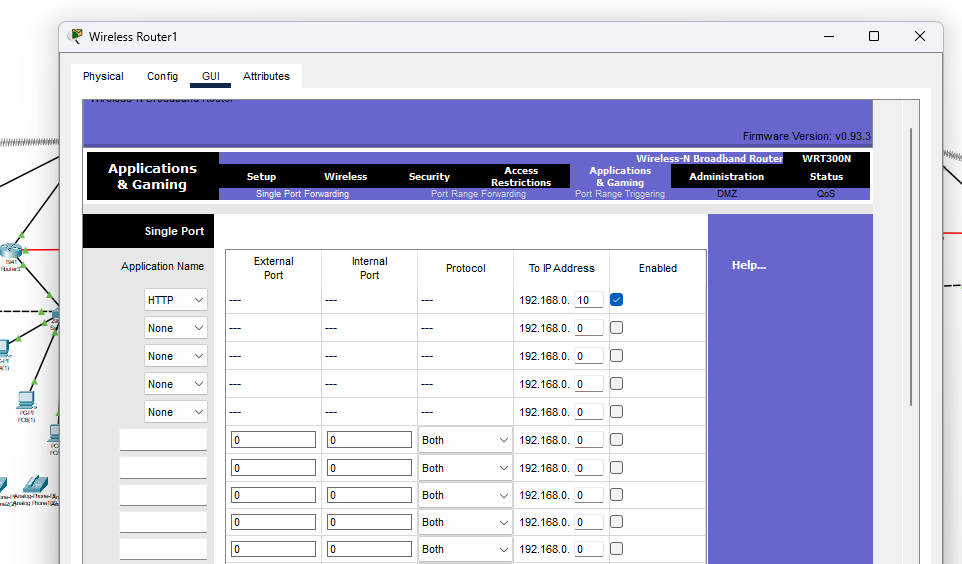 Wireless Router1
Physical Config GUI Attributes
Wireless-N Broadband Router
Firmware Version: v0.93.3
Applications & Gaming
Wireless-N Broadband Router WRT300N
Setup Wireless Security Access Restrictions Applications & Gaming Administration Status
Single Port Forwarding Port Range Forwarding Port Range Triggering DMZ QoS
Single Port
Application Name External Port Internal Port Protocol To IP Address Enabled
Help...
HTTP --- --- --- 192.168.0. 10
None --- --- --- 192.168.0. 0
None --- --- --- 192.168.0. 0
None --- --- --- 192.168.0. 0
None --- --- --- 192.168.0. 0
0 0 Both 192.168.0. 0
0 0 Both 192.168.0. 0
0 0 Both 192.168.0. 0
0 0 Both 192.168.0. 0
0 0 Both 192.168.0. 0
1941
Router3
PC-PT